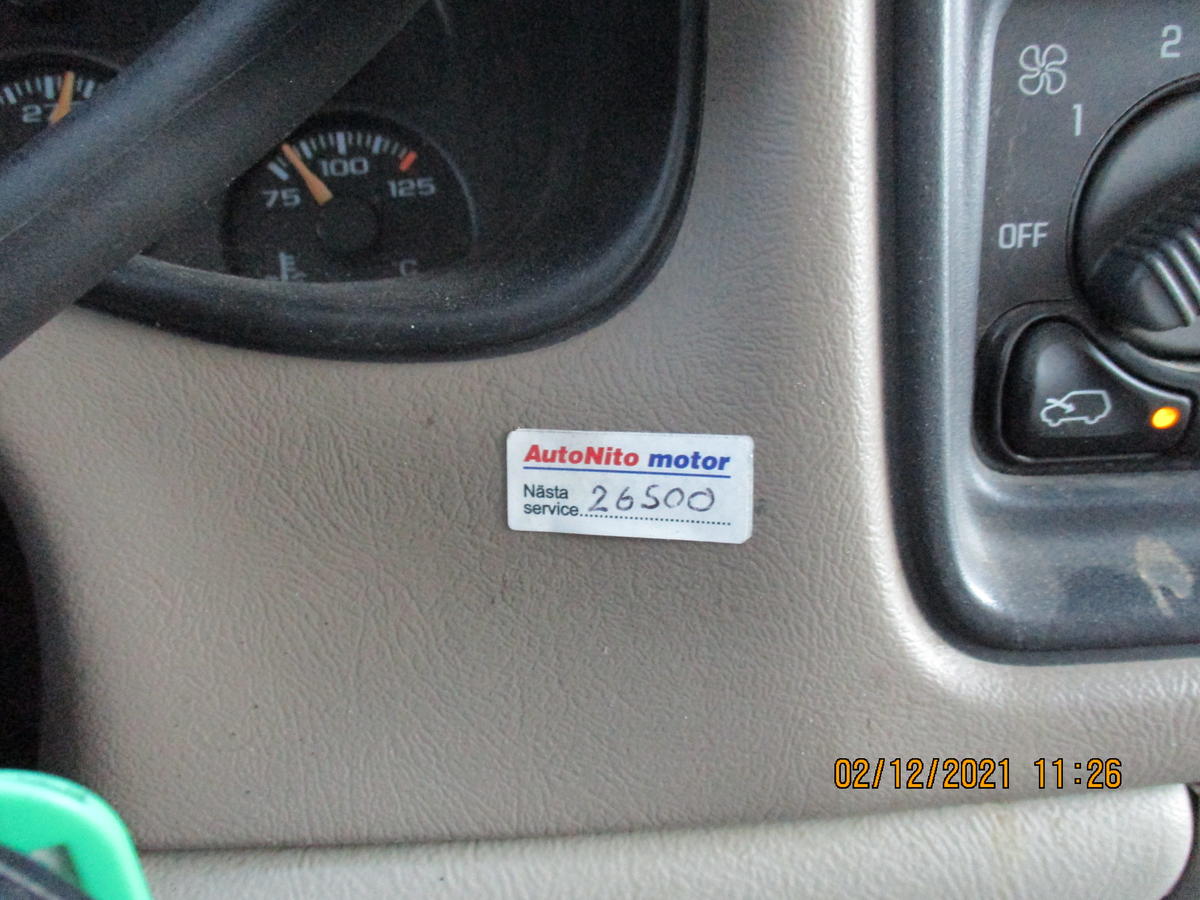 2
1
OFF
75 100 125
C
AutoNito motor
Nästa
service 26500
02/12/2021 11:26